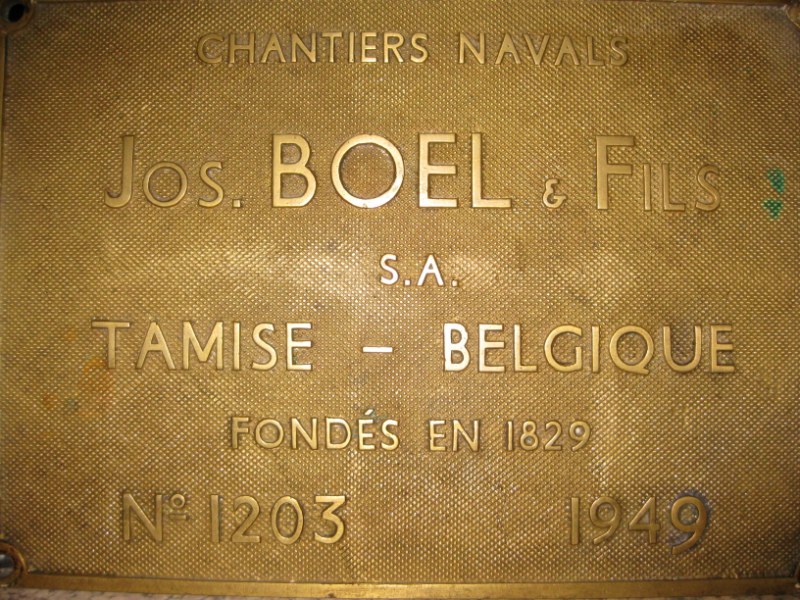 CHANTIERS NAVALS
JOS. BOEL & FILS
S.A.
TAMISE – BELGIQUE
FONDÉS EN 1829
Nº 1203 1949